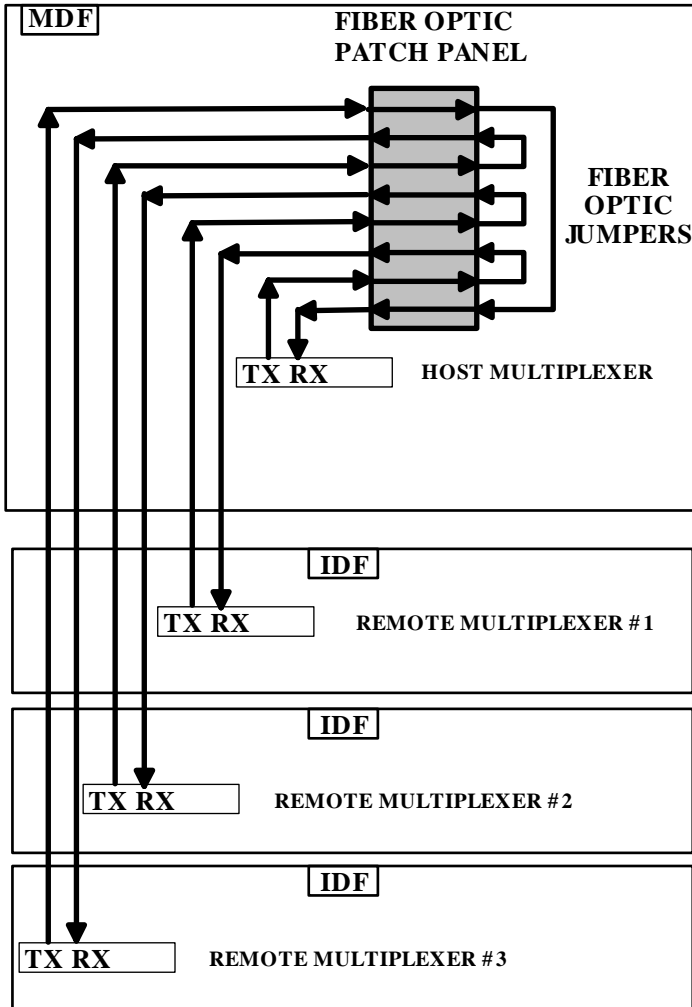 MDF
FIBER OPTIC
PATCH PANEL
FIBER
OPTIC
JUMPERS
TX RX
HOST MULTIPLEXER
IDF
TX RX
REMOTE MULTIPLEXER #1
IDF
TX RX
REMOTE MULTIPLEXER #2
IDF
TX RX
REMOTE MULTIPLEXER #3